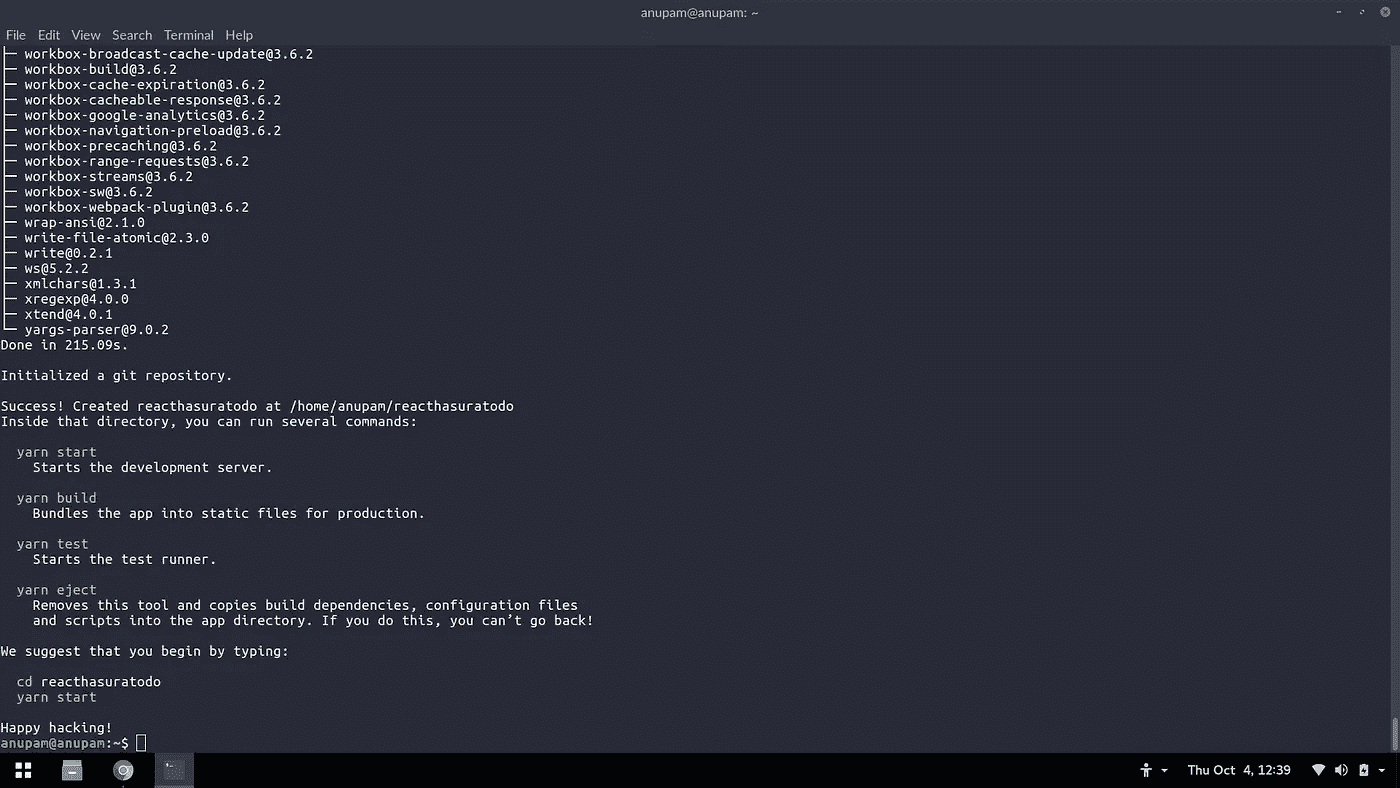 anupam@anupam: ~
File Edit View Search Terminal Help
├─ workbox-broadcast-cache-update@3.6.2
├─ workbox-build@3.6.2
├─ workbox-cache-expiration@3.6.2
├─ workbox-cacheable-response@3.6.2
├─ workbox-google-analytics@3.6.2
├─ workbox-navigation-preload@3.6.2
├─ workbox-precaching@3.6.2
├─ workbox-range-requests@3.6.2
├─ workbox-streams@3.6.2
├─ workbox-sw@3.6.2
├─ workbox-webpack-plugin@3.6.2
├─ wrap-ansi@2.1.0
├─ write-file-atomic@2.3.0
├─ write@0.2.1
├─ ws@5.2.2
├─ xmlchars@1.3.1
├─ xregexp@4.0.0
├─ xtend@4.0.1
└─ yargs-parser@9.0.2
Done in 215.09s.
Initialized a git repository.
Success! Created reacthasuratodo at /home/anupam/reacthasuratodo
Inside that directory, you can run several commands:
yarn start
Starts the development server.
yarn build
Bundles the app into static files for production.
yarn test
Starts the test runner.
yarn eject
Removes this tool and copies build dependencies, configuration files
and scripts into the app directory. If you do this, you can’t go back!
We suggest that you begin by typing:
cd reacthasuratodo
yarn start
Happy hacking!
anupam@anupam:~$
Thu Oct 4, 12:39